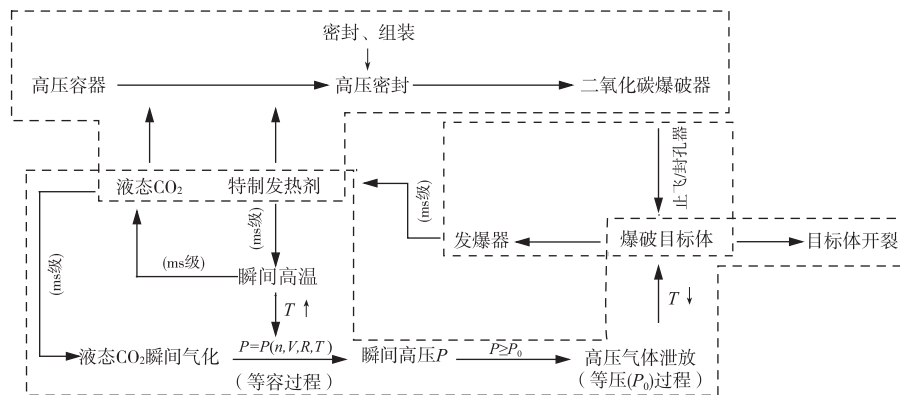 密封、组装
高压容器
高压密封
二氧化碳爆破器
止飞/封孔器
液态CO₂
特制发热剂
(ms级)
(ms级)
(ms级)
(ms级)
发爆器
爆破目标体
目标体开裂
瞬间高温
T ↑
T ↓
液态CO₂瞬间气化
P=P(n,V,R,T)
(等容过程)
瞬间高压P
P≥P₀
高压气体泄放
(等压(P₀)过程)